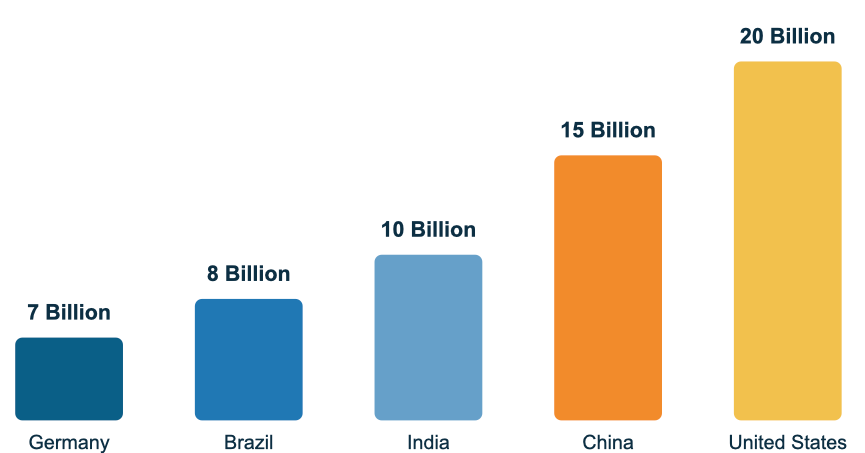 20 Billion
15 Billion
10 Billion
8 Billion
7 Billion
Germany Brazil India China United States